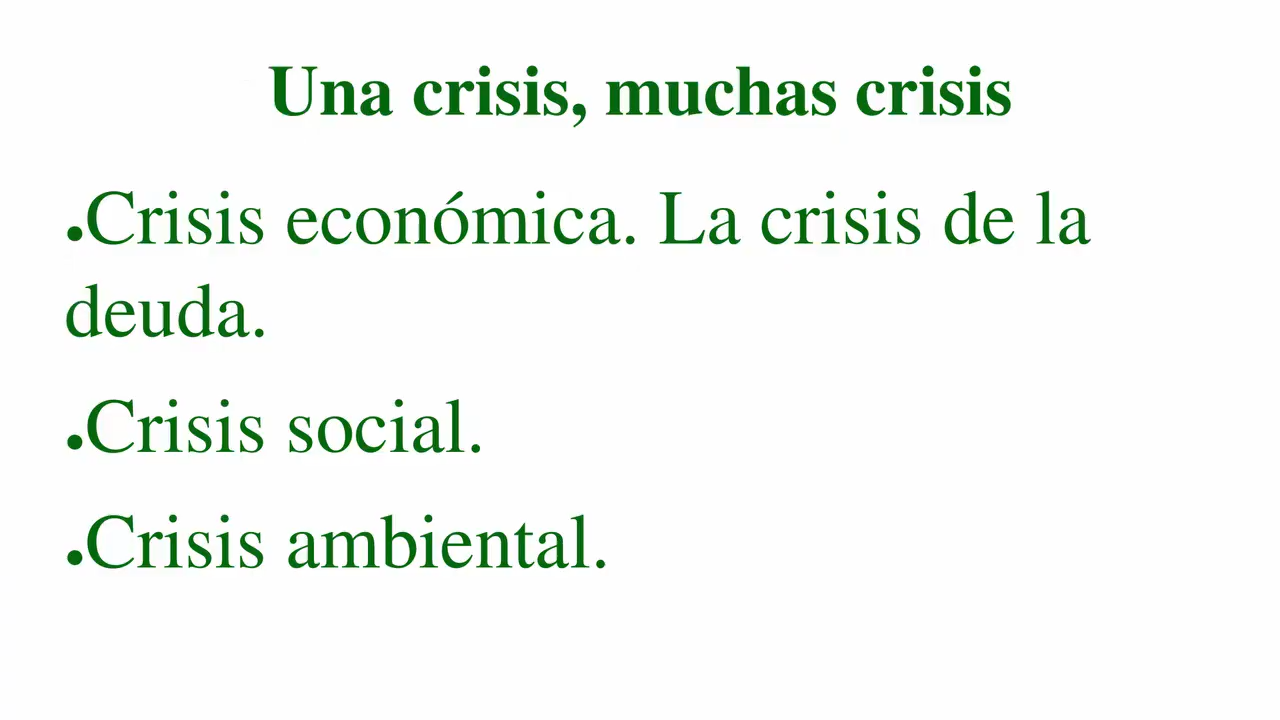 Una crisis, muchas crisis
•Crisis económica. La crisis de la
deuda.
•Crisis social.
•Crisis ambiental.